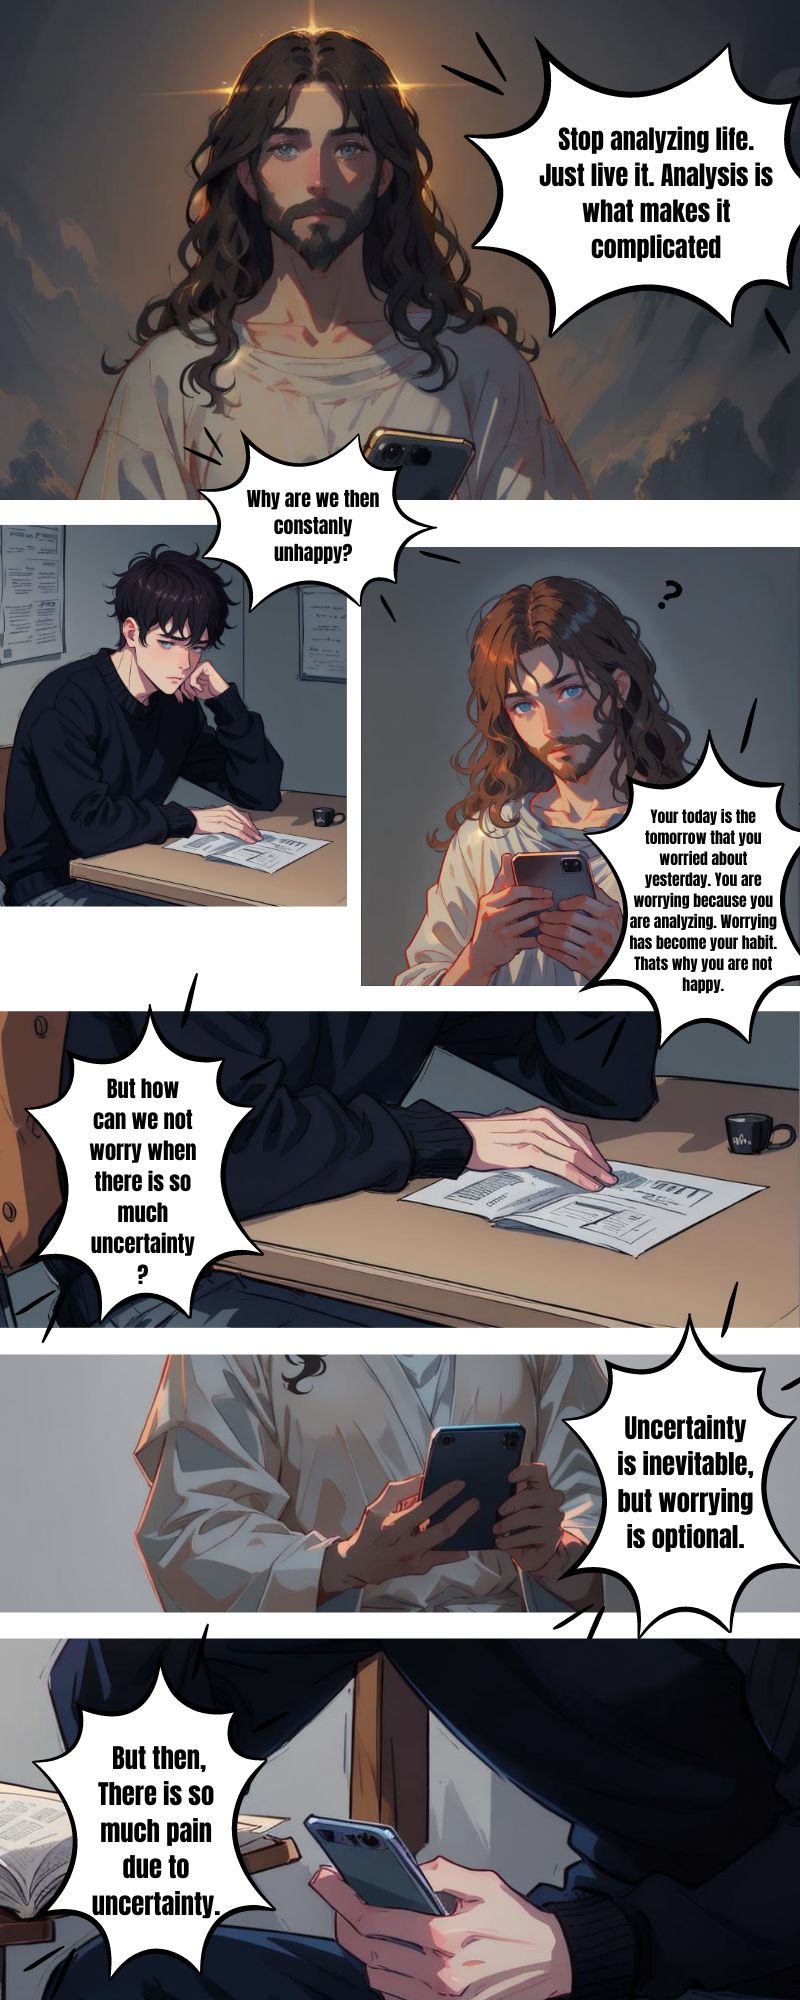 Stop analyzing life.
Just live it. Analysis is
what makes it
complicated
Why are we then
constanly
unhappy?
?
Your today is the
tomorrow that you
worried about
yesterday. You are
worrying because you
are analyzing. Worrying
has become your habit.
Thats why you are not
happy.
But how
can we not
worry when
there is so
much
uncertainty
?
Uncertainty
is inevitable,
but worrying
is optional.
But then,
There is so
much pain
due to
uncertainty.